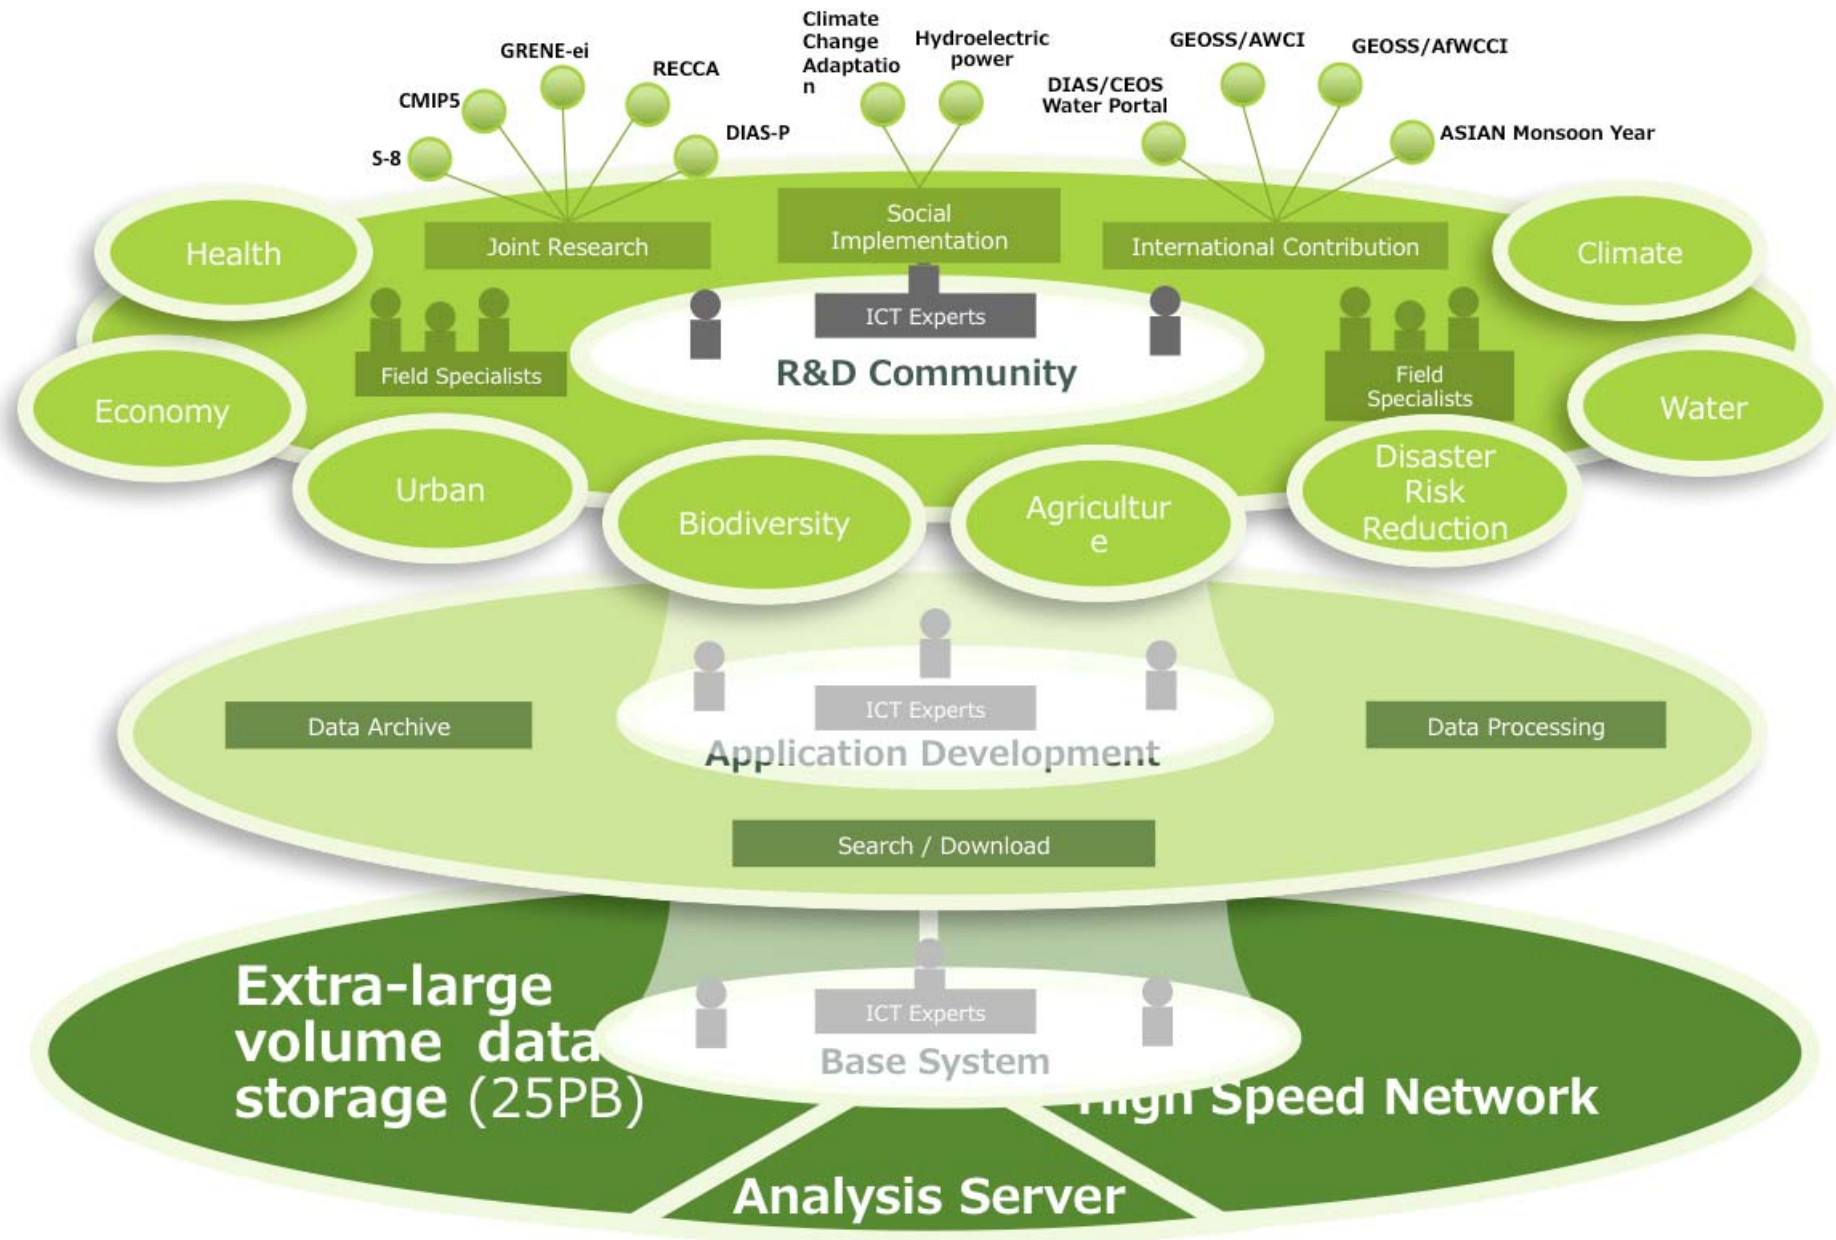 Climate
Change
Adaptatio
n
Hydroelectric
power
GEOSS/AWCI
GEOSS/AfWCCI
GRENE-ei
RECCA
CMIP5
DIAS/CEOS
Water Portal
DIAS-P
ASIAN Monsoon Year
S-8
Health
Joint Research
Social
Implementation
International Contribution
Climate
ICT Experts
Field Specialists
R&D Community
Field
Specialists
Economy
Water
Urban
Biodiversity
Agricultur
e
Disaster
Risk
Reduction
ICT Experts
Data Archive
Application Development
Data Processing
Search / Download
Extra-large
volume data
storage (25PB)
ICT Experts
Base System
High Speed Network
Analysis Server